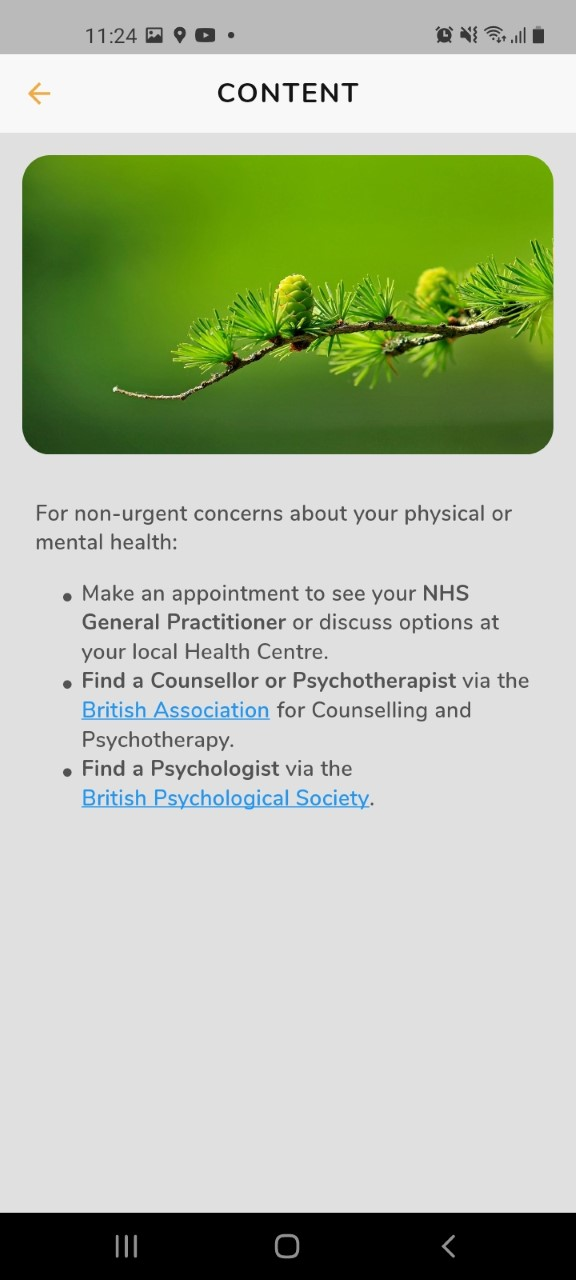 11:24
CONTENT
For non-urgent concerns about your physical or
mental health:
• Make an appointment to see your NHS
General Practitioner or discuss options at
your local Health Centre.
• Find a Counsellor or Psychotherapist via the
British Association for Counselling and
Psychotherapy.
• Find a Psychologist via the
British Psychological Society.